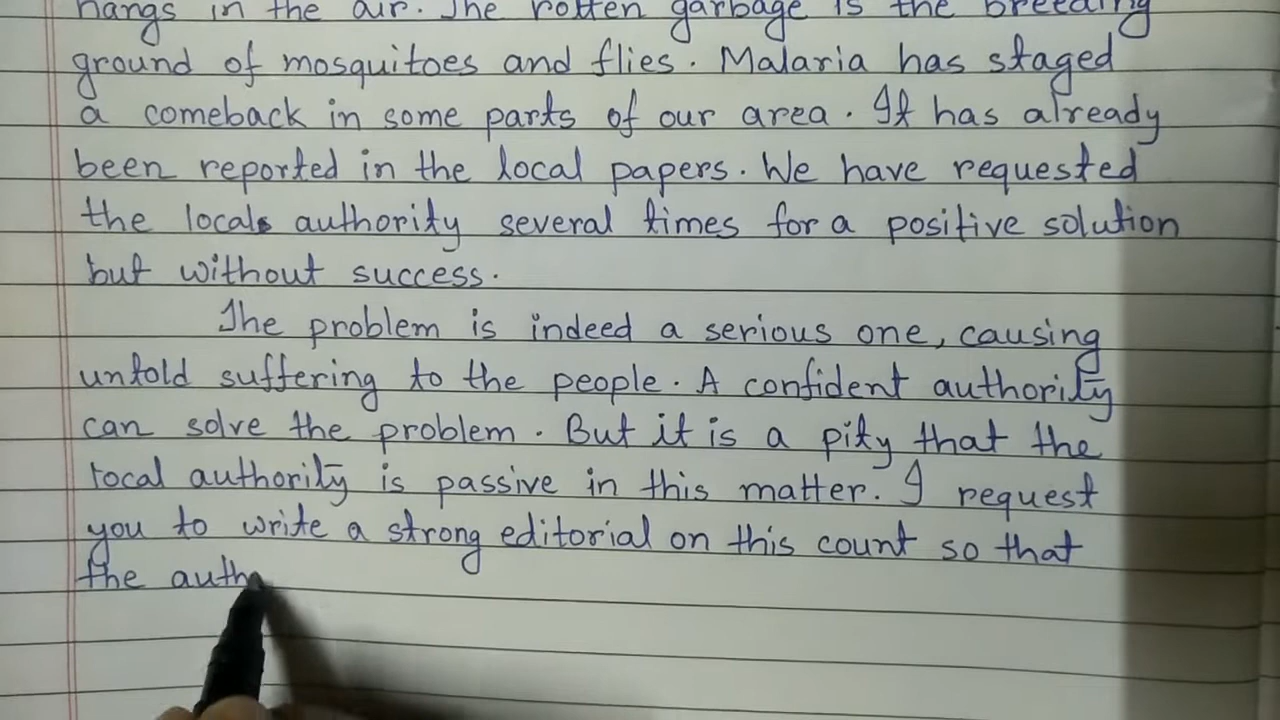 hangs in the air. The rotten garbage is the breeding
ground of mosquitoes and flies. Malaria has staged
a comeback in some parts of our area. It has already
been reported in the local papers. We have requested
the locals authority several times for a positive solution
but without success.
The problem is indeed a serious one, causing
untold suffering to the people. A confident authority
can solve the problem. But it is a pity that the
local authority is passive in this matter. I request
you to write a strong editorial on this count so that
the auth